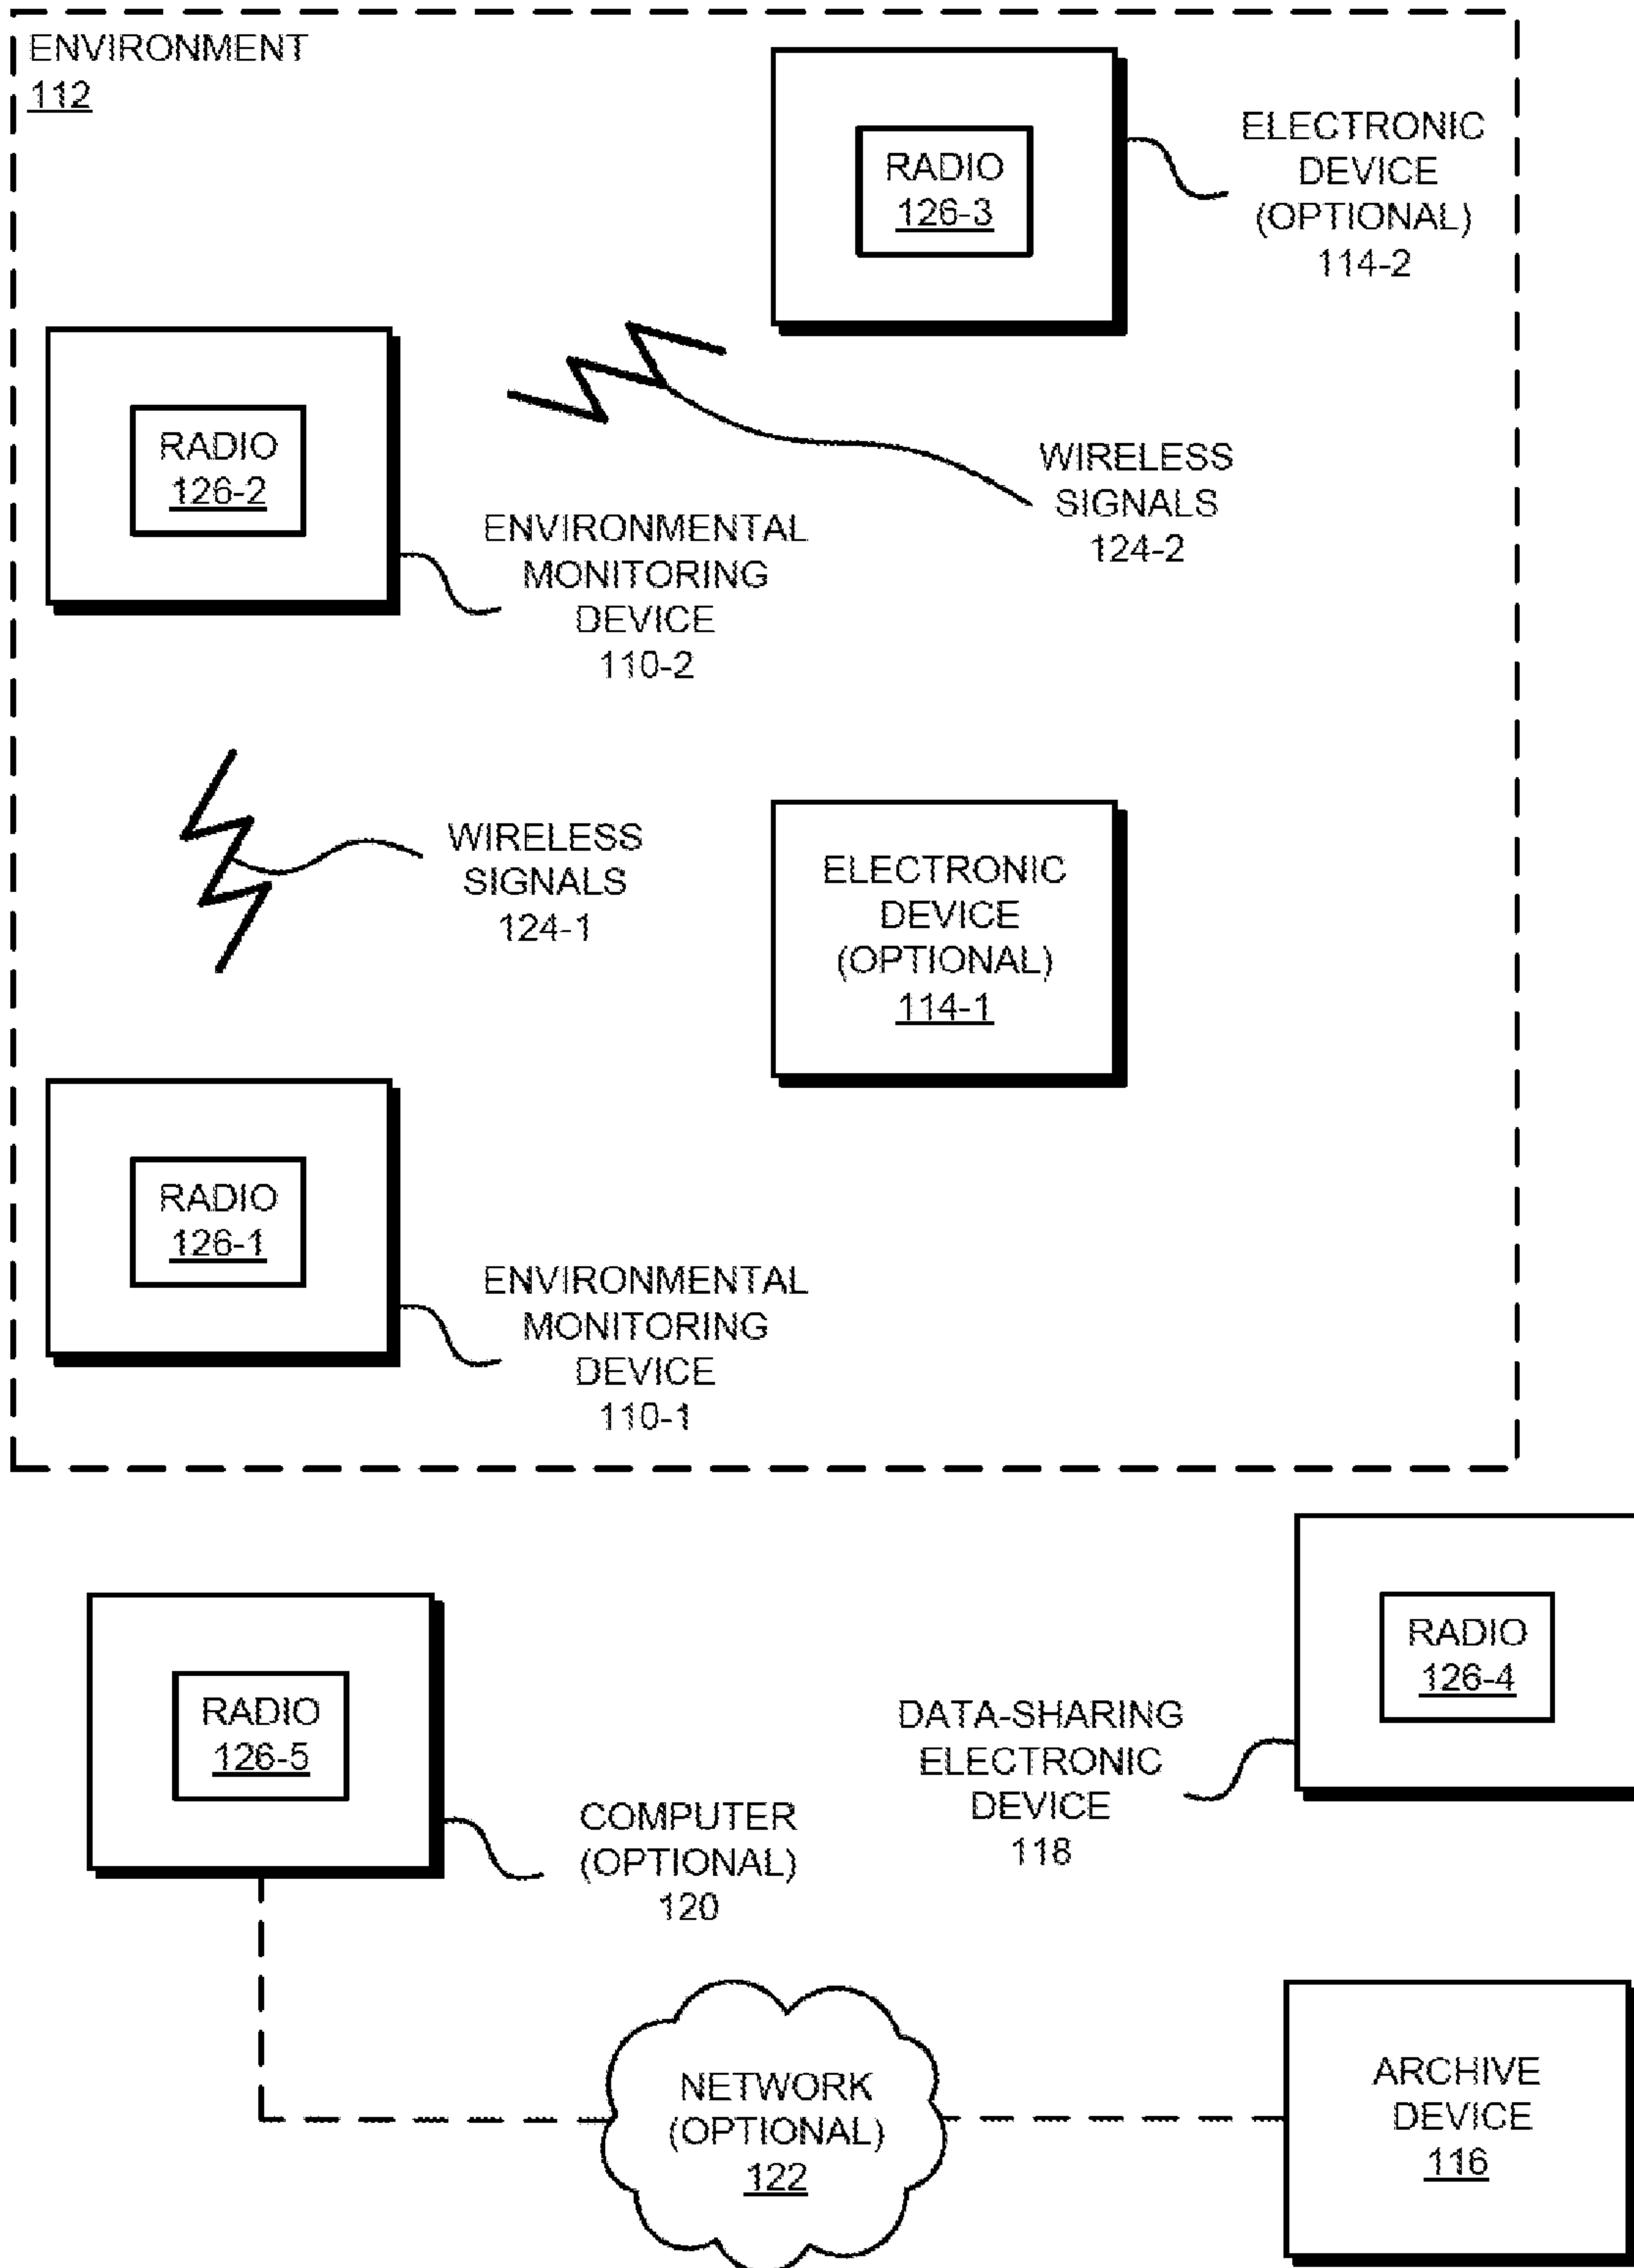 ENVIRONMENT
112
RADIO
126-3
ELECTRONIC
DEVICE
(OPTIONAL)
114-2
RADIO
126-2
ENVIRONMENTAL
MONITORING
DEVICE
110-2
WIRELESS
SIGNALS
124-2
WIRELESS
SIGNALS
124-1
ELECTRONIC
DEVICE
(OPTIONAL)
114-1
RADIO
126-1
ENVIRONMENTAL
MONITORING
DEVICE
110-1
RADIO
126-5
COMPUTER
(OPTIONAL)
120
RADIO
126-4
DATA-SHARING
ELECTRONIC
DEVICE
118
NETWORK
(OPTIONAL)
122
ARCHIVE
DEVICE
116